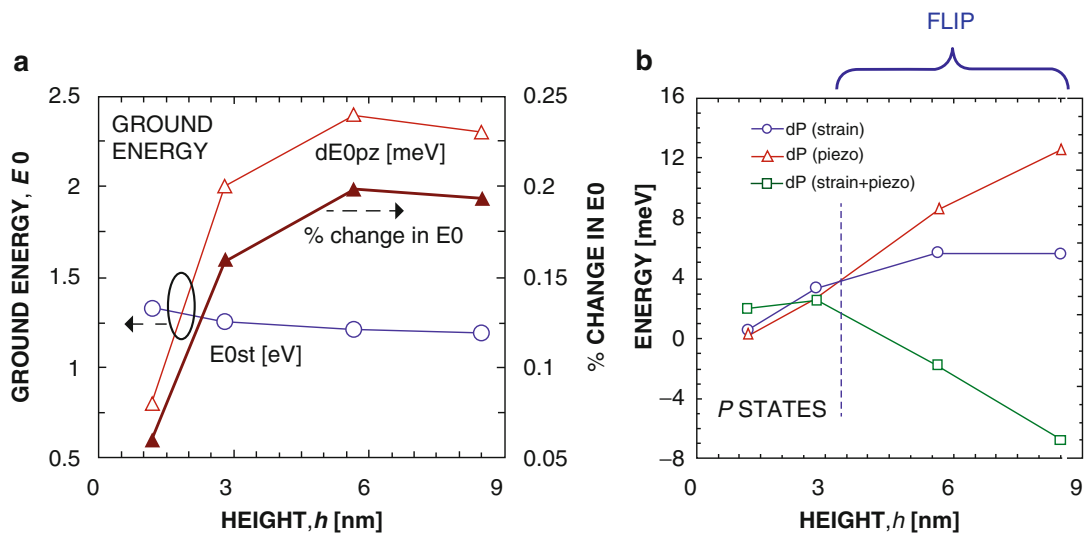 FLIP
a
b
2.5
2
1.5
1
0.5
GROUND ENERGY, E0
GROUND
ENERGY
dE0pz [meV]
% change in E0
E0st [eV]
0.25
0.2
0.15
0.1
0.05
% CHANGE IN E0
0
3
6
9
HEIGHT, h [nm]
16
12
8
4
0
−4
−8
ENERGY [meV]
dP (strain)
dP (piezo)
dP (strain+piezo)
P STATES
0
3
6
9
HEIGHT, h [nm]